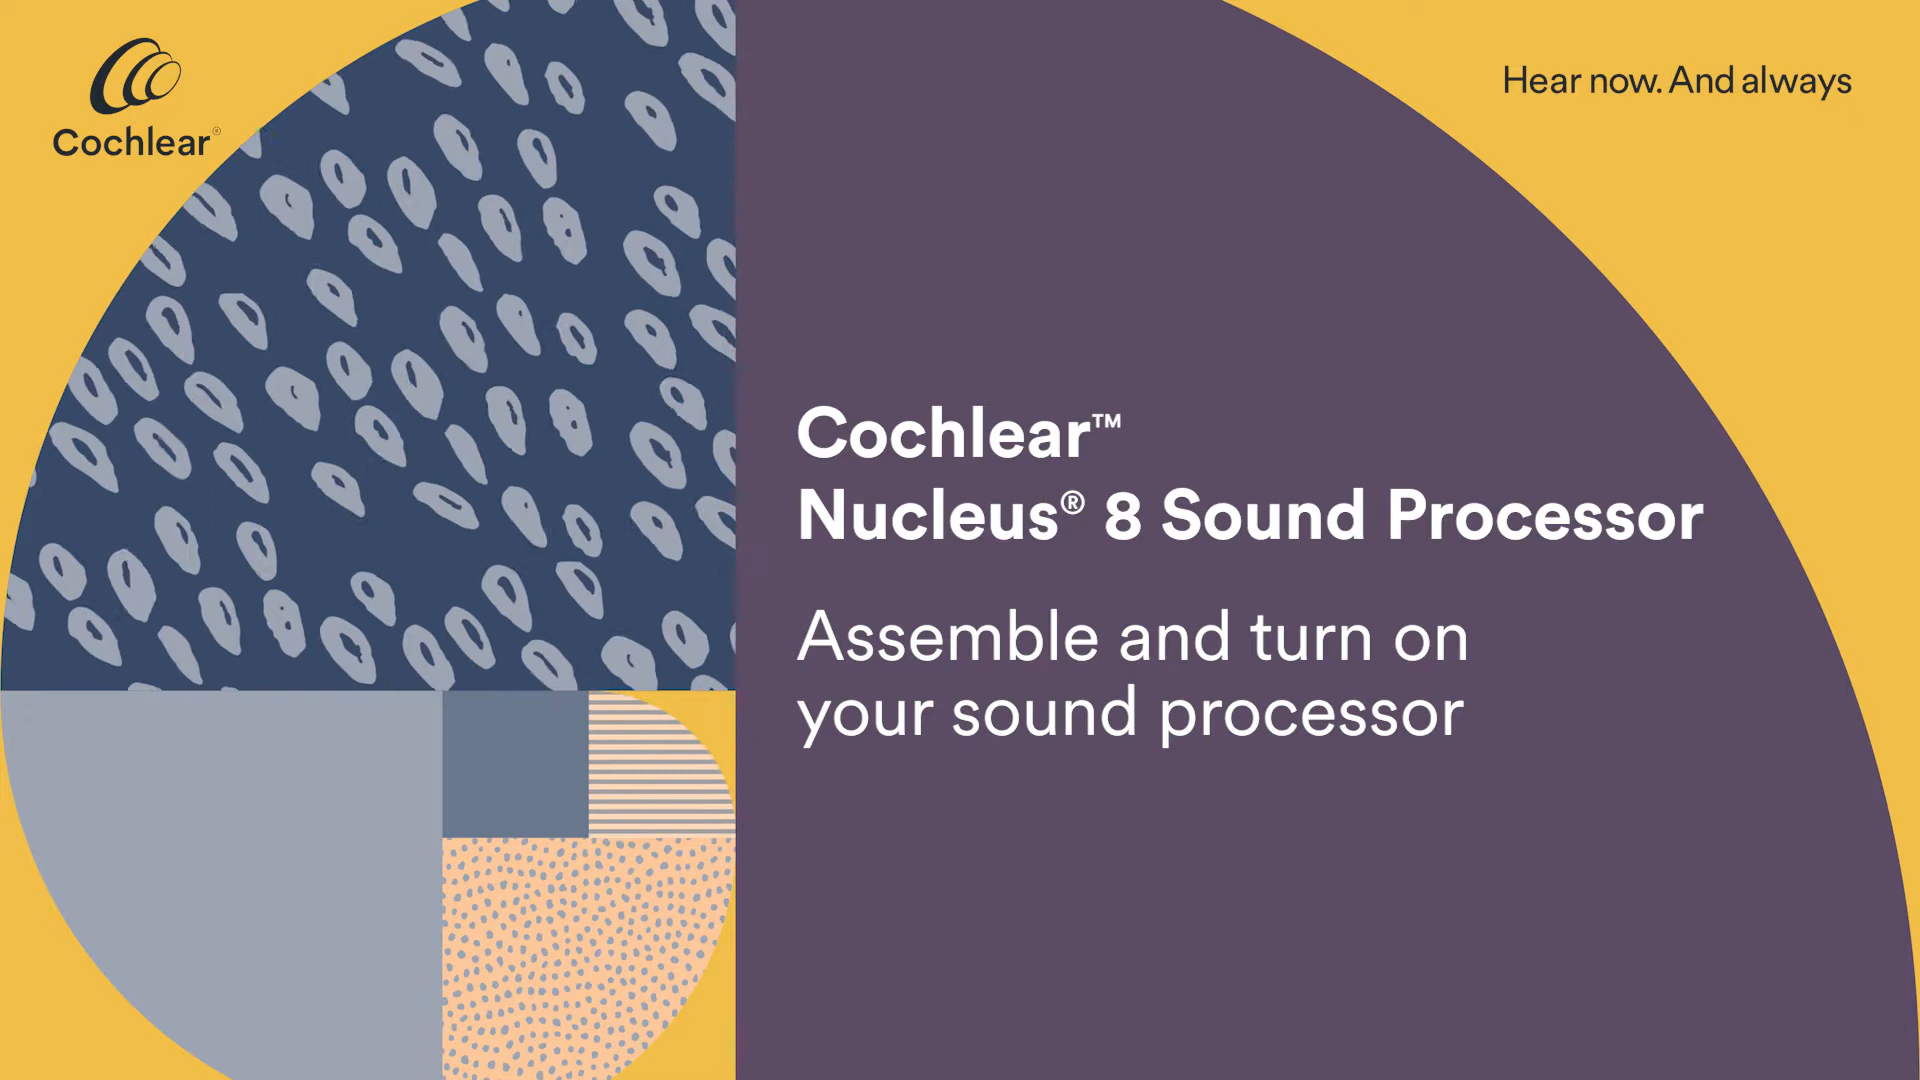 Cochlear®
Hear now. And always
Cochlear™
Nucleus® 8 Sound Processor
Assemble and turn on
your sound processor